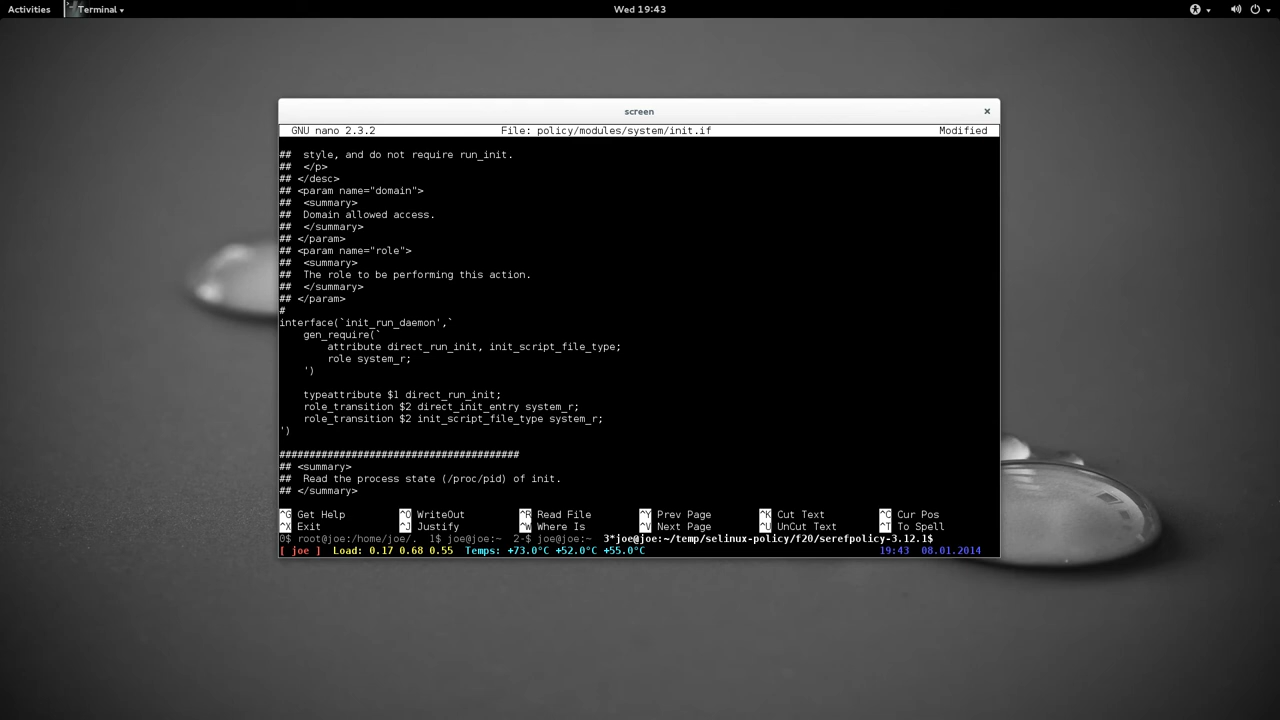 Activities Terminal Wed 19:43
screen
GNU nano 2.3.2 File: policy/modules/system/init.if Modified
## style, and do not require run_init.
## </p>
## </desc>
## <param name="domain">
## <summary>
## Domain allowed access.
## </summary>
## </param>
## <param name="role">
## <summary>
## The role to be performing this action.
## </summary>
## </param>
#
interface(`init_run_daemon',`
gen_require(`
attribute direct_run_init, init_script_file_type;
role system_r;
')
typeattribute $1 direct_run_init;
role_transition $2 direct_init_entry system_r;
role_transition $2 init_script_file_type system_r;
')
########################################
## <summary>
## Read the process state (/proc/pid) of init.
## </summary>
^G Get Help ^O WriteOut ^R Read File ^Y Prev Page ^K Cut Text ^C Cur Pos
^X Exit ^J Justify ^W Where Is ^V Next Page ^U UnCut Text ^T To Spell
0$ root@joe:/home/joe/. 1$ joe@joe:~ 2-$ joe@joe:~ 3*joe@joe:~/temp/selinux-policy/f20/serefpolicy-3.12.1$
[ joe ] Load: 0.17 0.68 0.55 Temps: +73.0°C +52.0°C +55.0°C 19:43 08.01.2014